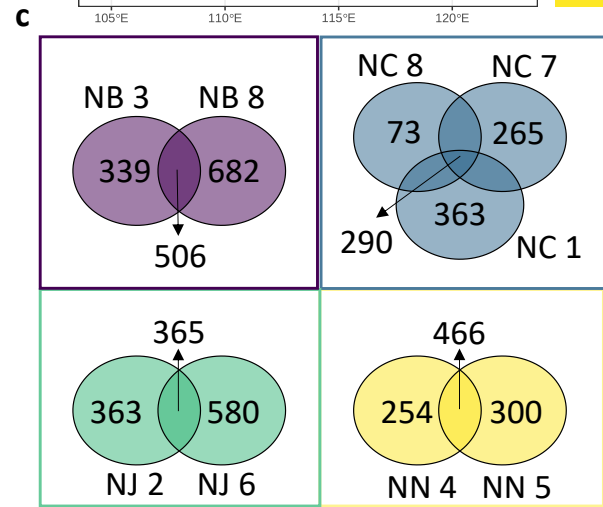 105°E 110°E 115°E 120°E
c
NB 3 NB 8
339 682
506
NC 8 NC 7
73 265
363
290
NC 1
365
363 580
NJ 2 NJ 6
466
254 300
NN 4 NN 5